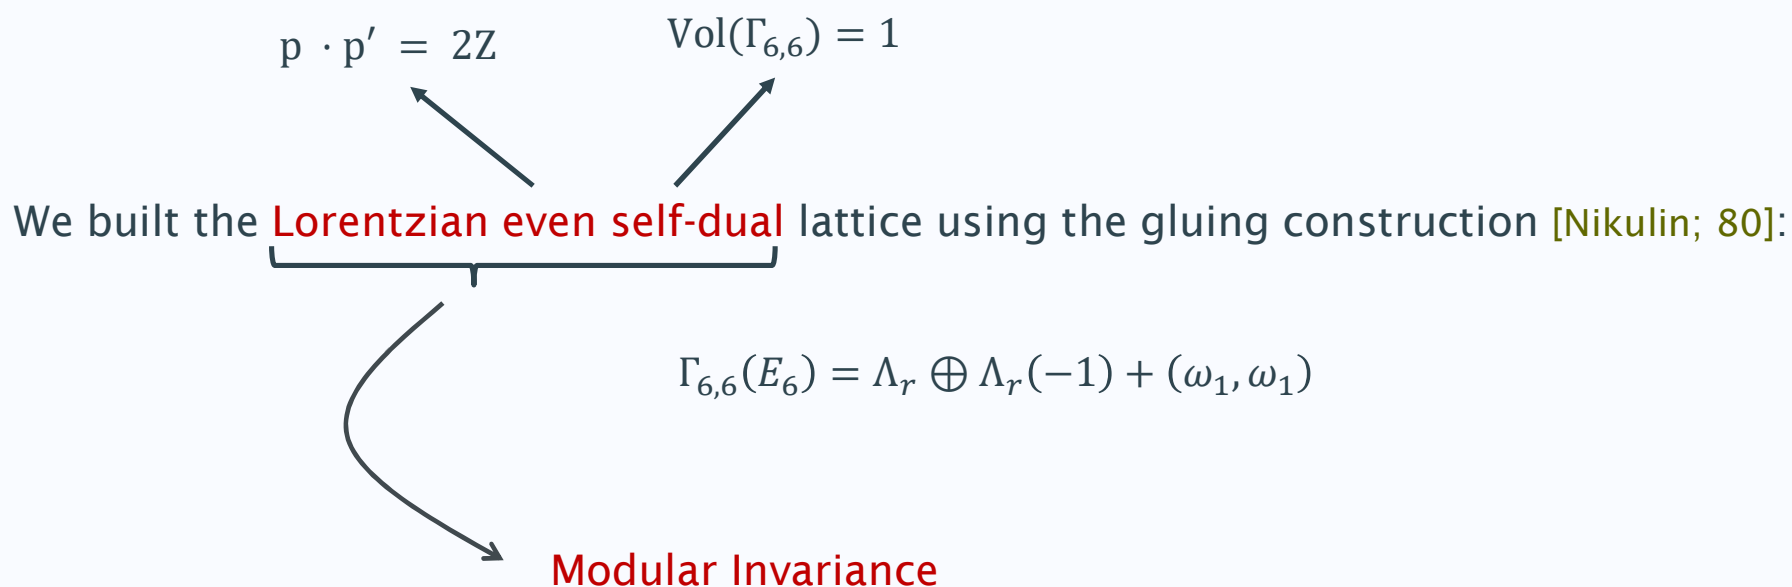 p · p′ = 2Z
Vol(Γ₆,₆) = 1
We built the Lorentzian even self-dual lattice using the gluing construction [Nikulin; 80]:
Γ₆,₆(E₆) = Λᵣ ⊕ Λᵣ(−1) + (ω₁, ω₁)
Modular Invariance